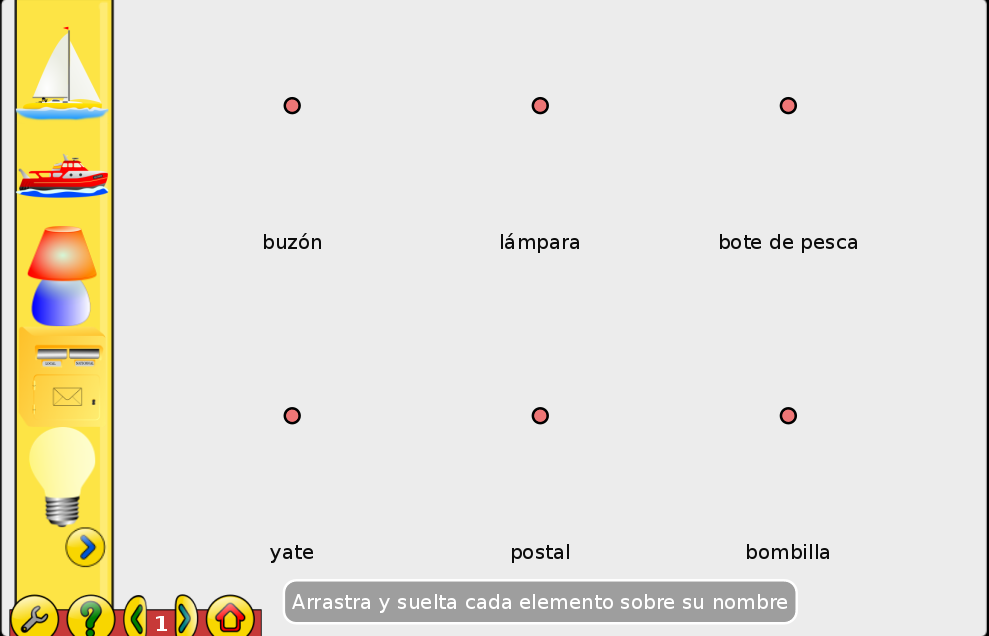 buzón
lámpara
bote de pesca
yate
postal
bombilla
Arrastra y suelta cada elemento sobre su nombre
?
1